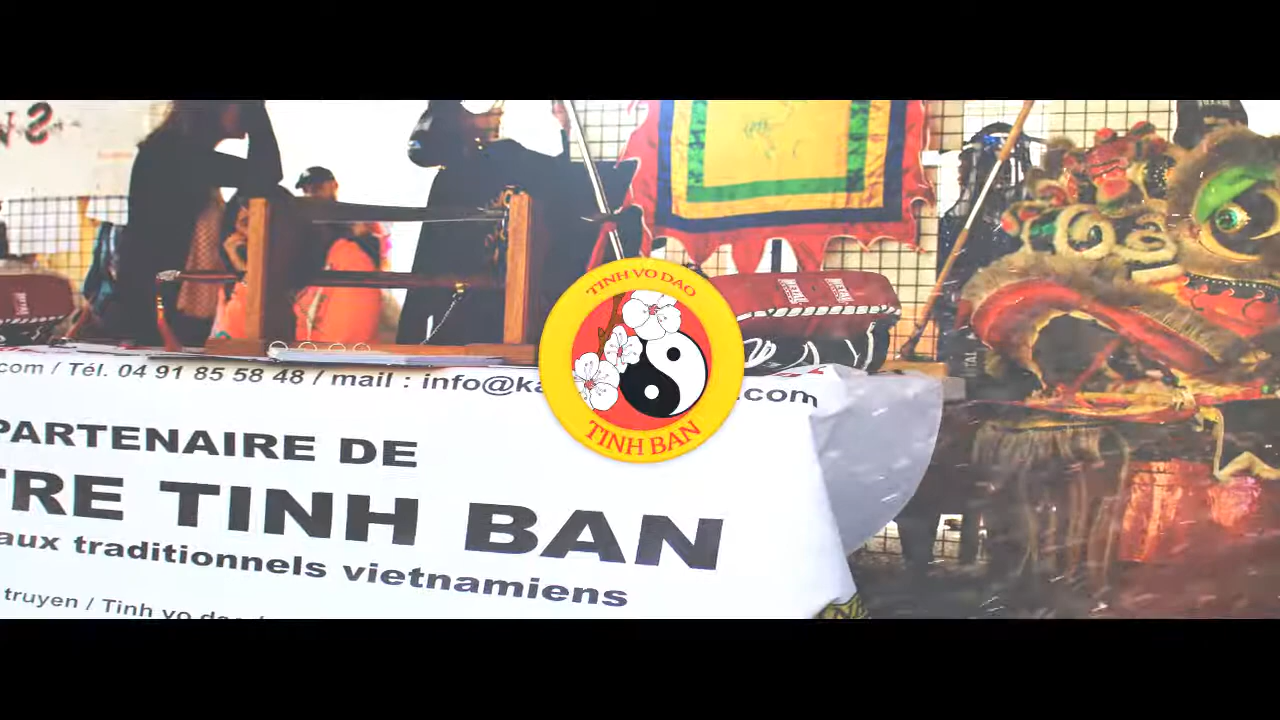 TINH VO DAO
TINH BAN
com / Tél. 04 91 85 58 48 / mail : info@ka
.com
PARTENAIRE DE
TRE TINH BAN
aux traditionnels vietnamiens
truyen / Tinh vo dao /